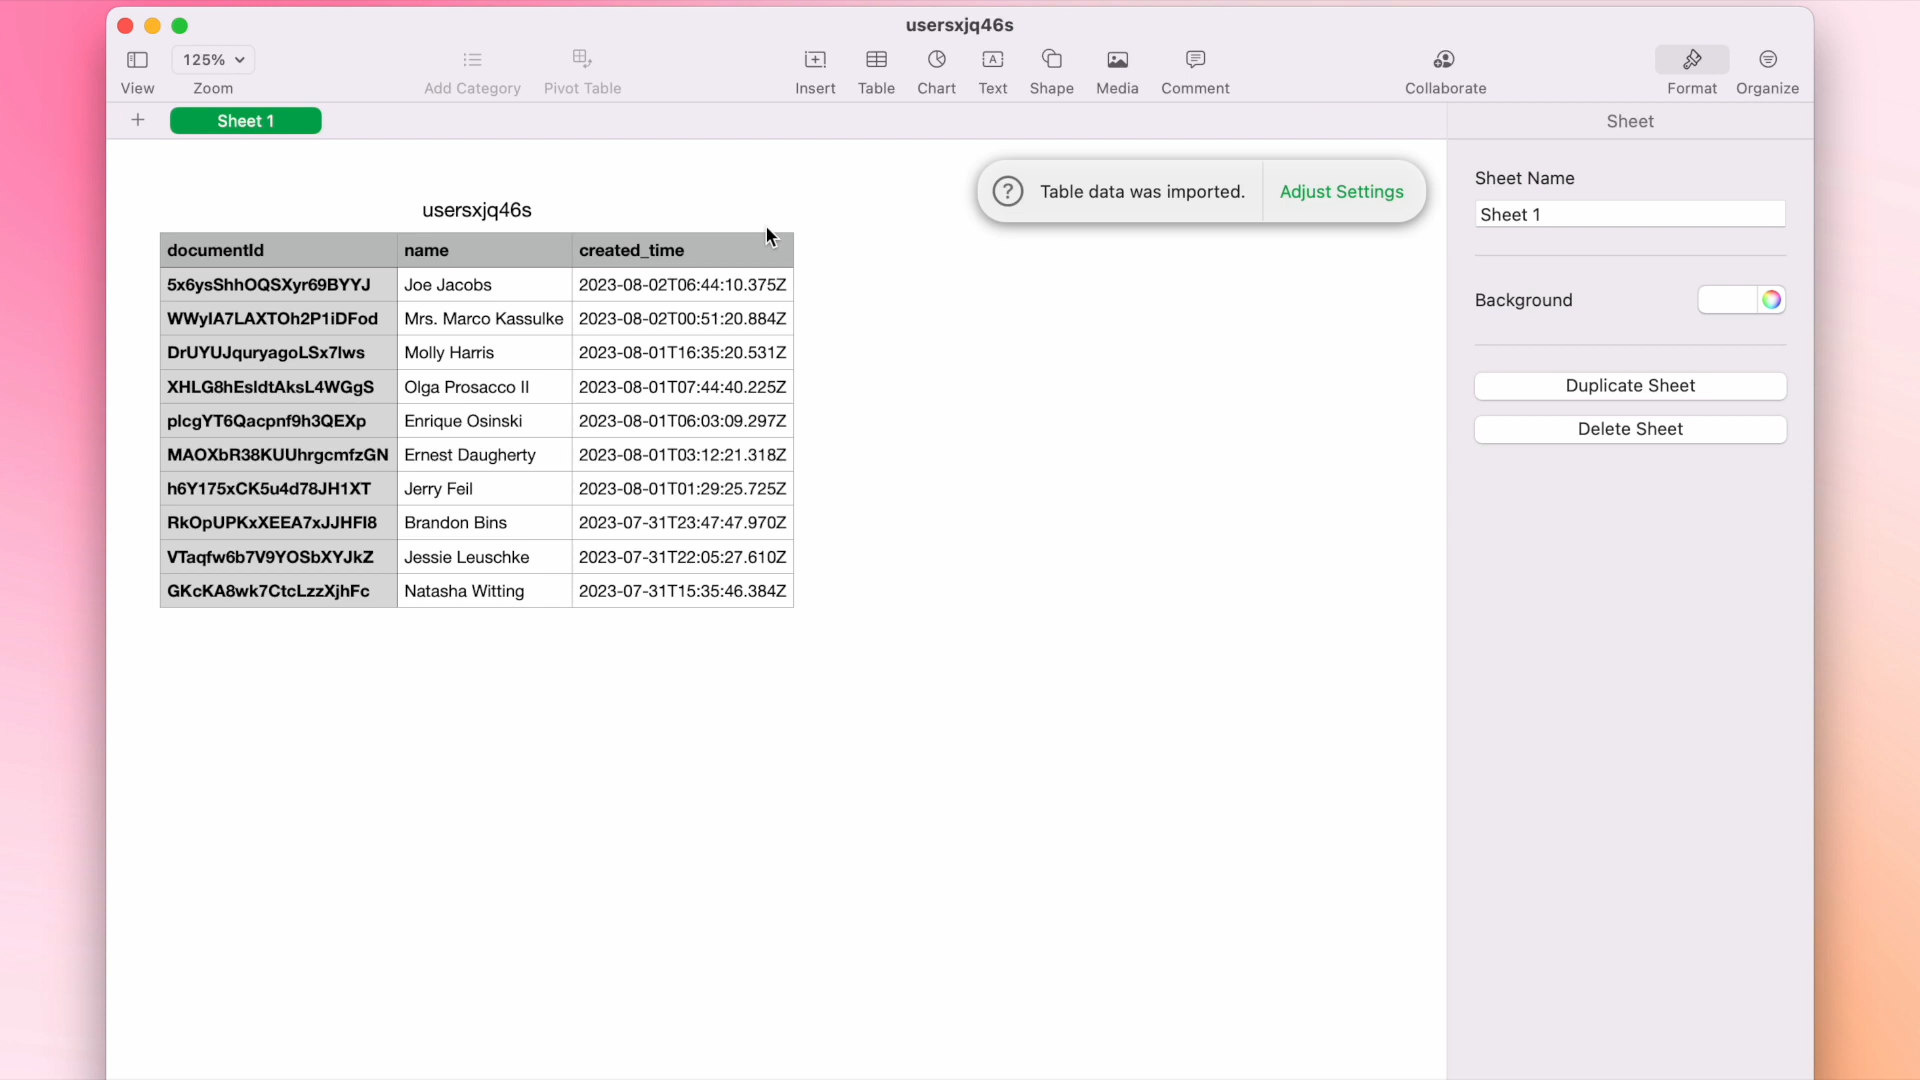 usersxjq46s
125%
View Zoom Add Category Pivot Table Insert Table Chart Text Shape Media Comment Collaborate Format Organize
+ Sheet 1 Sheet
? Table data was imported. Adjust Settings
Sheet Name
Sheet 1
Background
Duplicate Sheet
Delete Sheet
usersxjq46s
documentId name created_time
5x6ysShhOQSXyr69BYYJ Joe Jacobs 2023-08-02T06:44:10.375Z
WWyIA7LAXTOh2P1iDFod Mrs. Marco Kassulke 2023-08-02T00:51:20.884Z
DrUYUJquryagoLSx7lws Molly Harris 2023-08-01T16:35:20.531Z
XHLG8hEsldtAksL4WGgS Olga Prosacco II 2023-08-01T07:44:40.225Z
plcgYT6Qacpnf9h3QEXp Enrique Osinski 2023-08-01T06:03:09.297Z
MAOXbR38KUUhrgcmfzGN Ernest Daugherty 2023-08-01T03:12:21.318Z
h6Y175xCK5u4d78JH1XT Jerry Feil 2023-08-01T01:29:25.725Z
RkOpUPKxXEEA7xJJHFI8 Brandon Bins 2023-07-31T23:47:47.970Z
VTaqfw6b7V9YOSbXYJkZ Jessie Leuschke 2023-07-31T22:05:27.610Z
GKcKA8wk7CtcLzzXjhFc Natasha Witting 2023-07-31T15:35:46.384Z